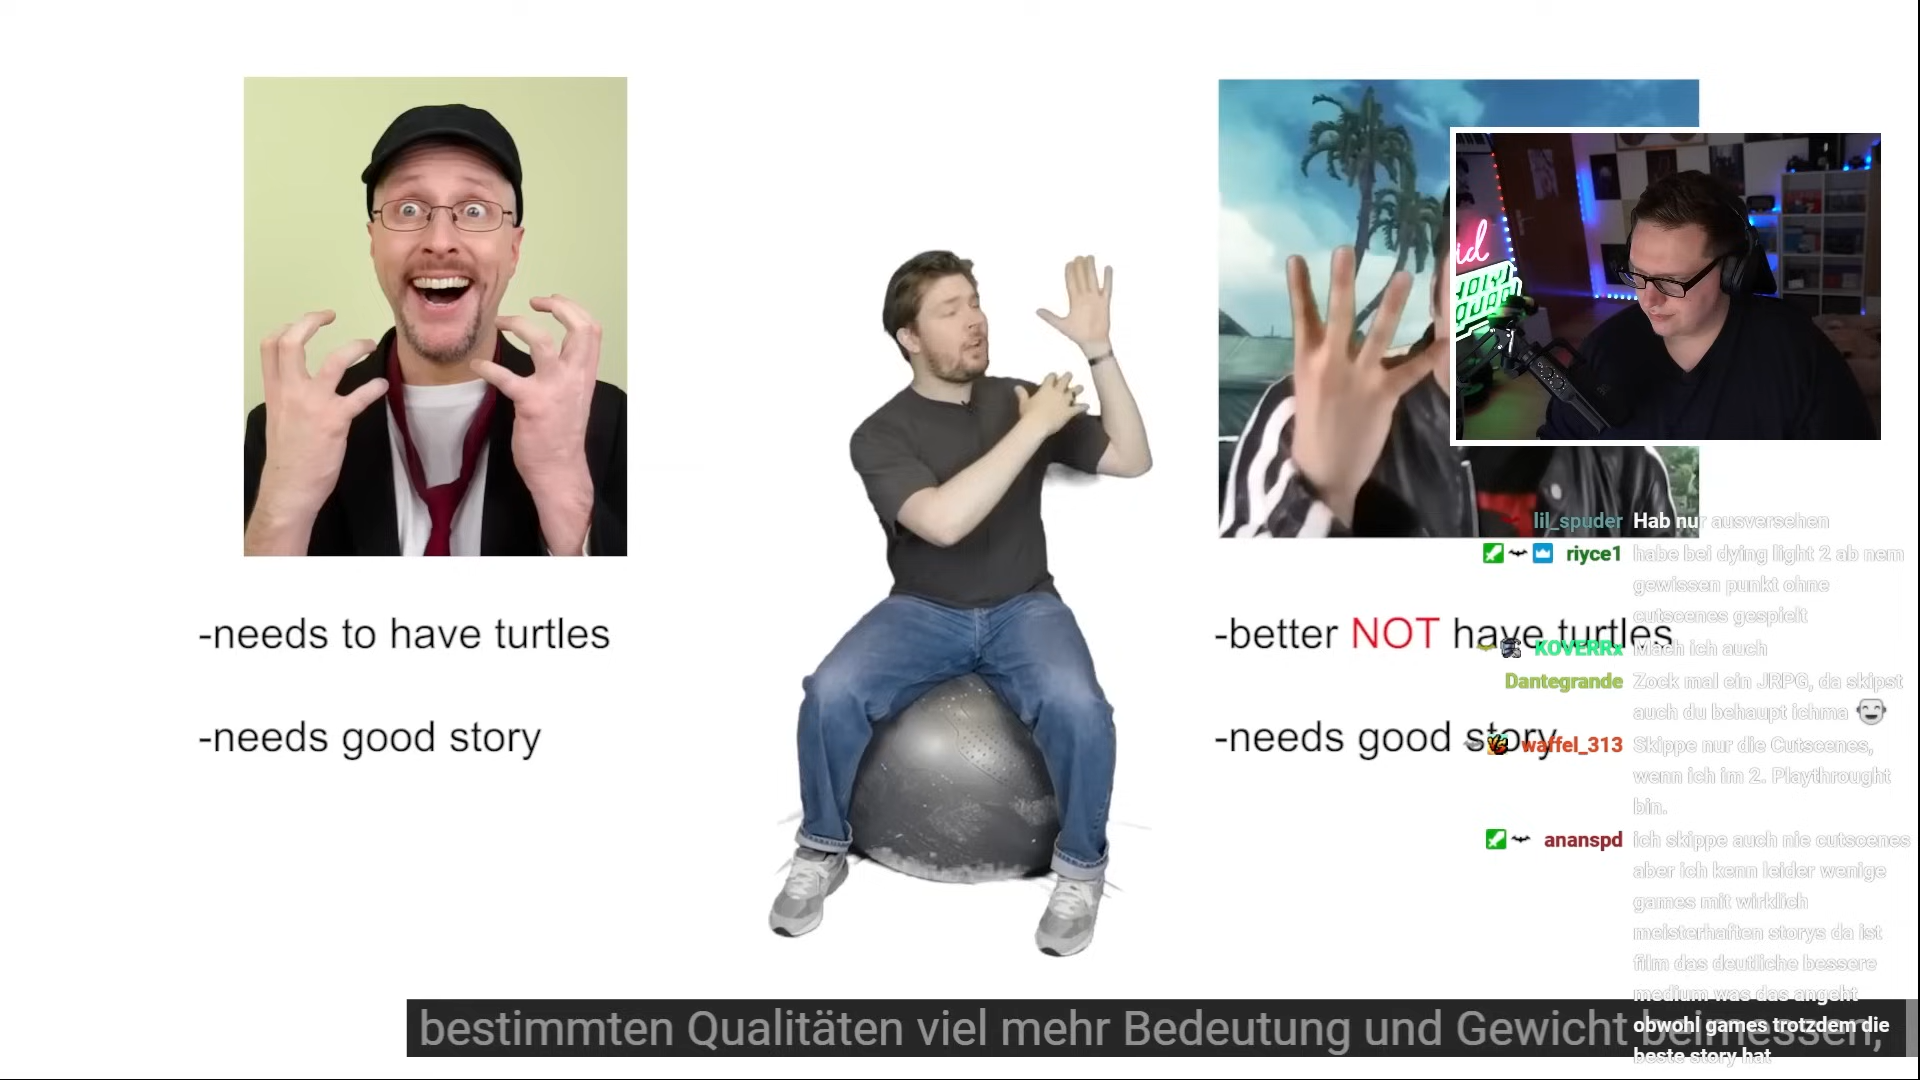 -needs to have turtles
-needs good story
-better NOT have turtles
-needs good story
lil_spuder Hab nur ausversehen
riyce1 habe bei dying light 2 ab nem
gewissen punkt ohne
cutscenes gespielt
KOVERRx Mach ich auch
Dantegrande Zock mal ein JRPG, da skipst
auch du behaupt ichma
waffel_313 Skippe nur die Cutscenes,
wenn ich im 2. Playthrought
bin.
ananspd ich skippe auch nie cutscenes
aber ich kenn leider wenige
games mit wirklich
meisterhaften storys da ist
film das deutliche bessere
medium was das angeht
obwohl games trotzdem die
beste story hat
bestimmten Qualitäten viel mehr Bedeutung und Gewicht beimessen,